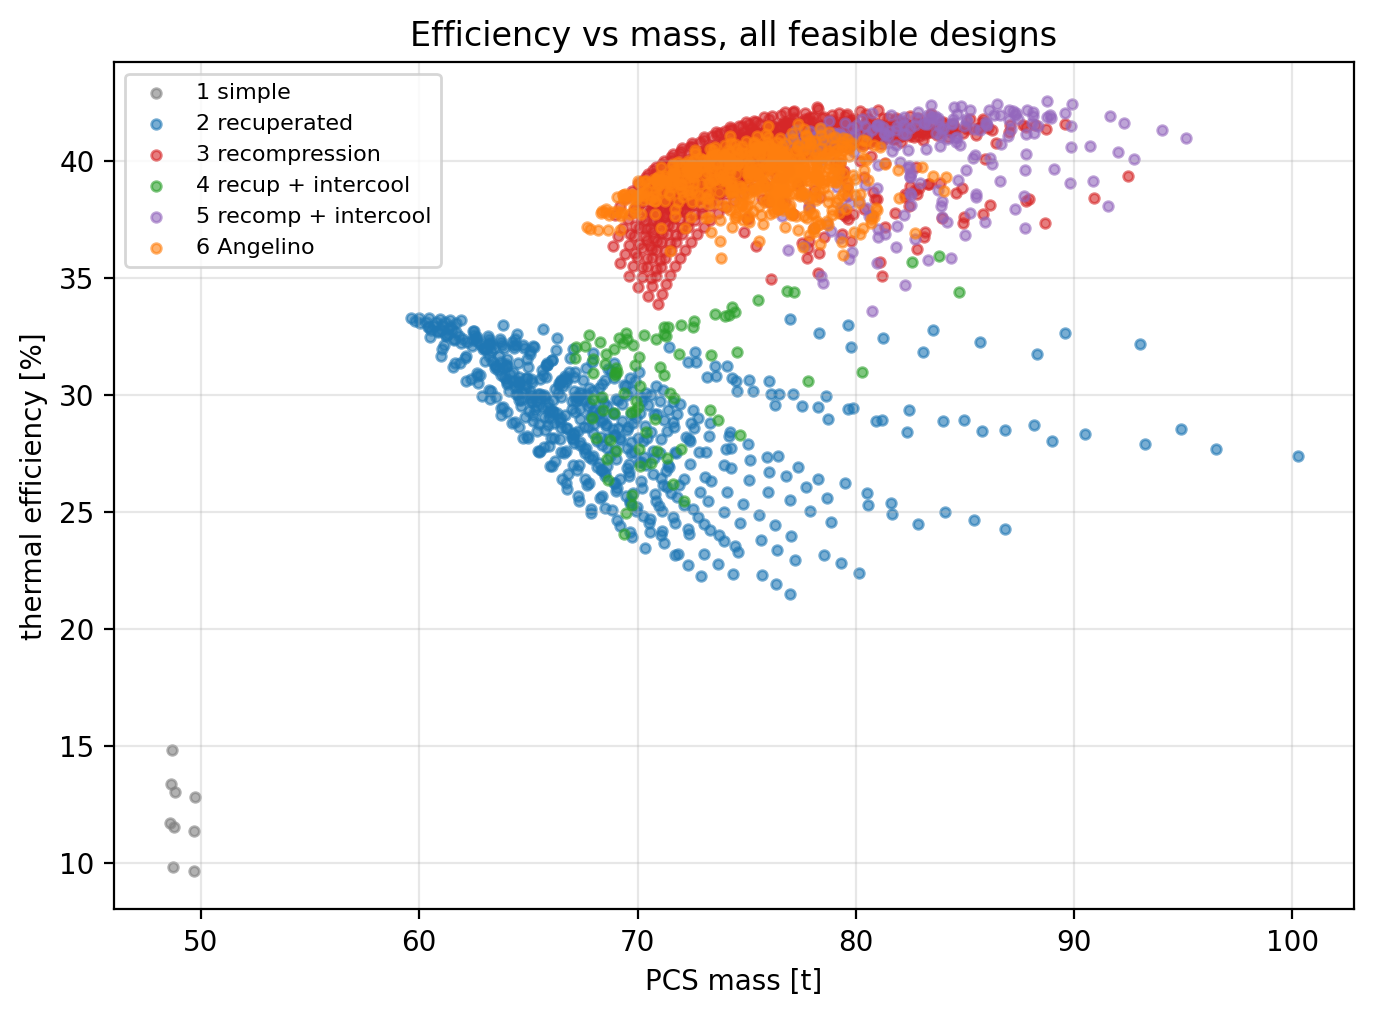 Efficiency vs mass, all feasible designs
1 simple
2 recuperated
3 recompression
4 recup + intercool
5 recomp + intercool
6 Angelino
thermal efficiency [%]
40
35
30
25
20
15
10
50
60
70
80
90
100
PCS mass [t]